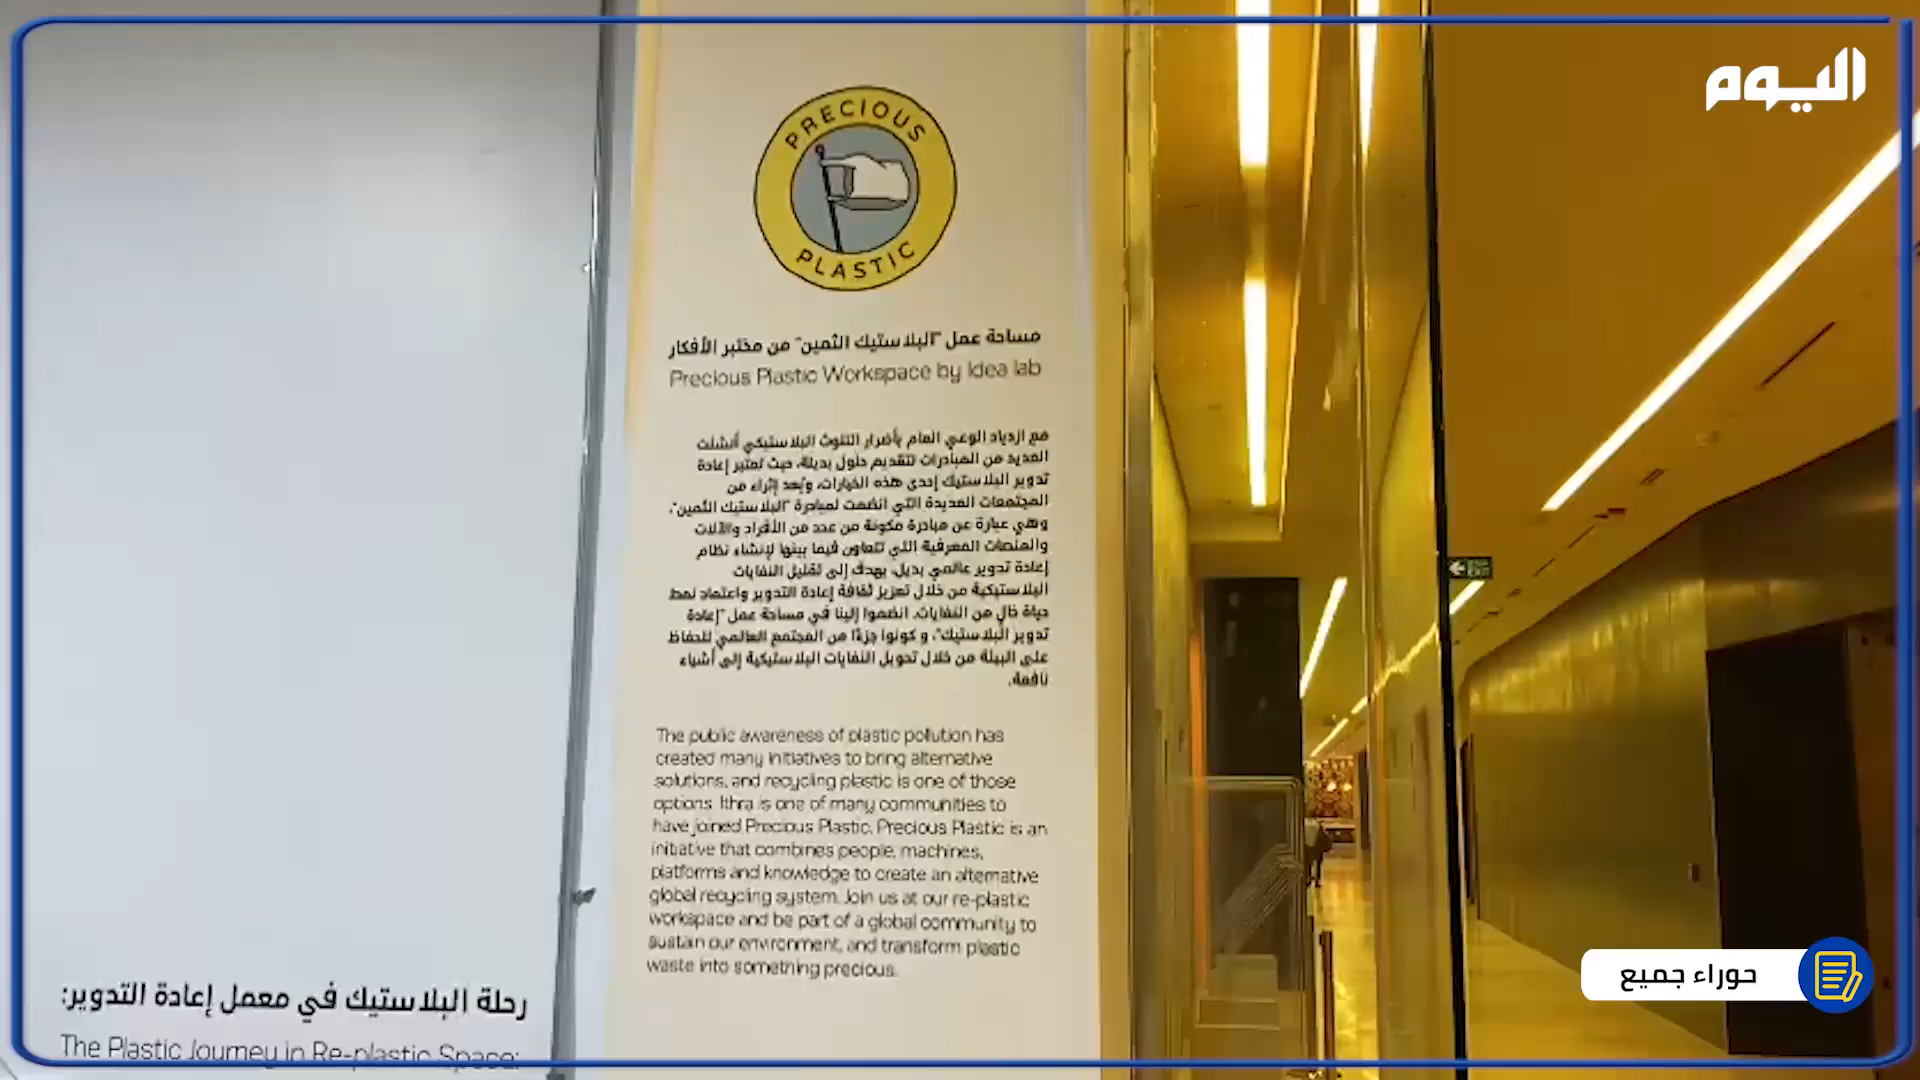 اليوم
PRECIOUS
PLASTIC
مساحة عمل "البلاستيك الثمين" من مختبر الأفكار
Precious Plastic Workspace by Idea lab
مع ازدياد الوعي العام بأضرار التلوث البلاستيكي أنشئت
العديد من المبادرات لتقديم حلول بديلة، حيث تعتبر إعادة
تدوير البلاستيك إحدى هذه الخيارات، ويُعد إثراء من
المجتمعات العديدة التي انضمت لمبادرة "البلاستيك الثمين"،
وهي عبارة عن مبادرة مكونة من عدد من الأفراد والآلات
والمنصات المعرفية التي تتعاون فيما بينها لإنشاء نظام
إعادة تدوير عالمي بديل، يهدف إلى تقليل النفايات
البلاستيكية من خلال تعزيز ثقافة إعادة التدوير واعتماد نمط
حياة خالٍ من النفايات. انضموا إلينا في مساحة عمل "إعادة
تدوير البلاستيك"، وكونوا جزءًا من المجتمع العالمي للحفاظ
على البيئة من خلال تحويل النفايات البلاستيكية إلى أشياء
نافعة.
The public awareness of plastic pollution has
created many initiatives to bring alternative
solutions, and recycling plastic is one of those
options. Ithra is one of many communities to
have joined Precious Plastic. Precious Plastic is an
initiative that combines people, machines,
platforms and knowledge to create an alternative
global recycling system. Join us at our re-plastic
workspace and be part of a global community to
sustain our environment, and transform plastic
waste into something precious.
رحلة البلاستيك في معمل إعادة التدوير:
The Plastic Journey in Re-plastic Space:
حوراء جميع